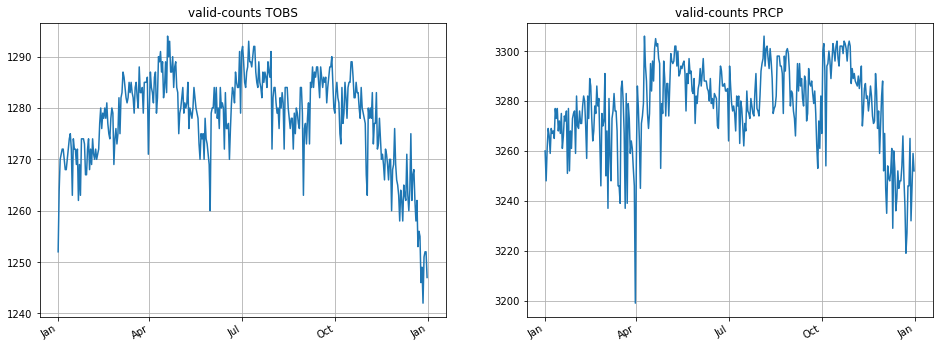 valid-counts TOBS
1290
1280
1270
1260
1250
1240
Jan
Apr
Jul
Oct
Jan
valid-counts PRCP
3300
3280
3260
3240
3220
3200
Jan
Apr
Jul
Oct
Jan